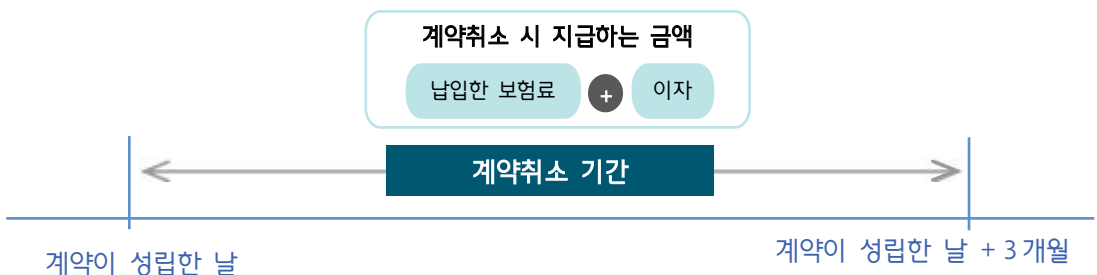 계약취소 시 지급하는 금액
납입한 보험료 + 이자
계약취소 기간
계약이 성립한 날
계약이 성립한 날 + 3개월